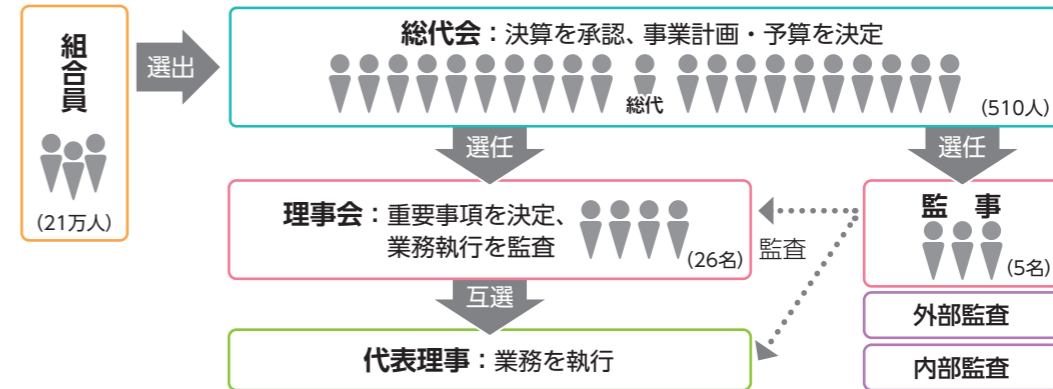 組合員
(21万人)
選出
総代会：決算を承認、事業計画・予算を決定
総代
(510人)
選任
選任
理事会：重要事項を決定、
業務執行を監査
(26名)
監査
監　事
(5名)
互選
外部監査
代表理事：業務を執行
内部監査